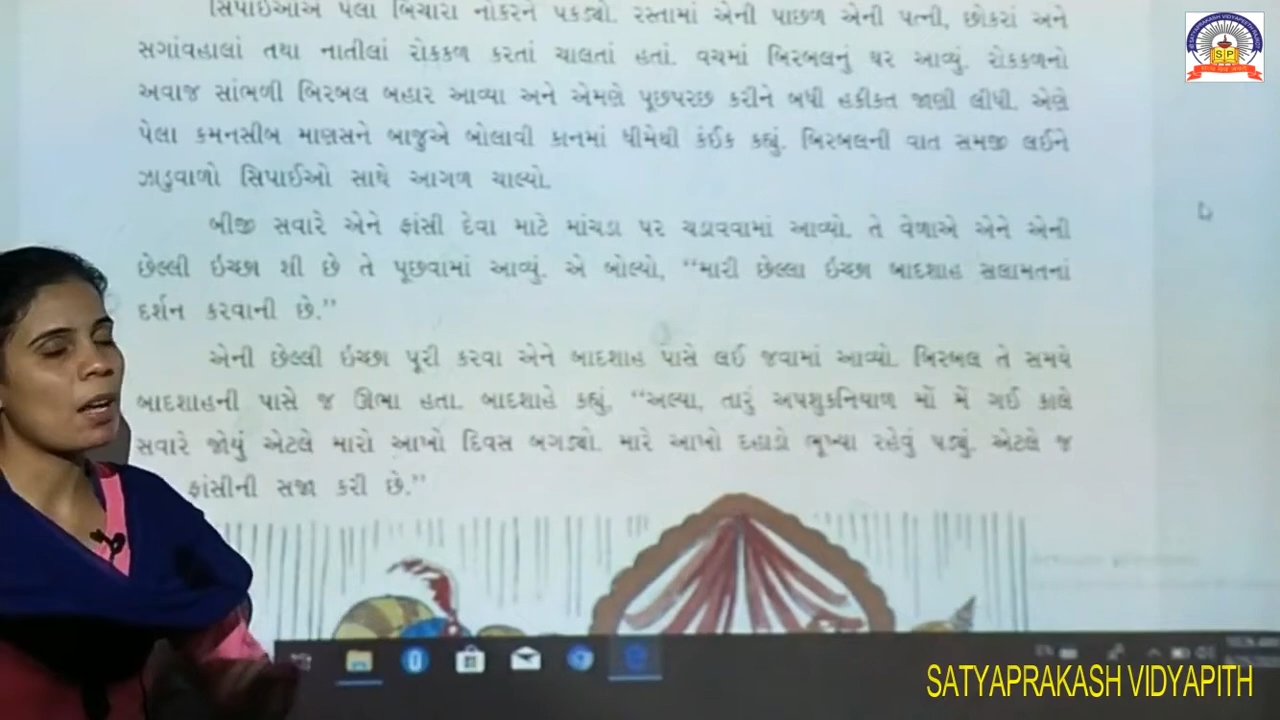 સિપાઈઓએ પેલા બિચારા નોકરને પકડ્યો. રસ્તામાં એની પાછળ એની પત્ની, છોકરાં અને
સગાંવહાલાં તથા નાતીલાં રોકકળ કરતાં ચાલતાં હતાં. વચમાં બિરબલનું ઘર આવ્યું. રોકકળનો
અવાજ સાંભળી બિરબલ બહાર આવ્યા અને એમણે પૂછપરછ કરીને બધી હકીકત જાણી લીધી. એણે
પેલા કમનસીબ માણસને બાજુએ બોલાવી કાનમાં ધીમેથી કંઈક કહ્યું. બિરબલની વાત સમજી લઈને
ઝાડુવાળો સિપાઈઓ સાથે આગળ ચાલ્યો.
બીજી સવારે એને ફાંસી દેવા માટે માંચડા પર ચડાવવામાં આવ્યો. તે વેળાએ એને એની
છેલ્લી ઇચ્છા શી છે તે પૂછવામાં આવ્યું. એ બોલ્યો, “મારી છેલ્લા ઇચ્છા બાદશાહ સલામતનાં
દર્શન કરવાની છે.”
એની છેલ્લી ઇચ્છા પૂરી કરવા એને બાદશાહ પાસે લઈ જવામાં આવ્યો. બિરબલ તે સમયે
બાદશાહની પાસે જ ઊભા હતા. બાદશાહે કહ્યું, “અલ્યા, તારું અપશુકનિયાળ મોં મેં ગઈ કાલે
સવારે જોયું એટલે મારો આખો દિવસ બગડ્યો. મારે આખો દહાડો ભૂખ્યા રહેવું પડ્યું. એટલે જ
ફાંસીની સજા કરી છે.”
SATYAPRAKASH VIDYAPITH